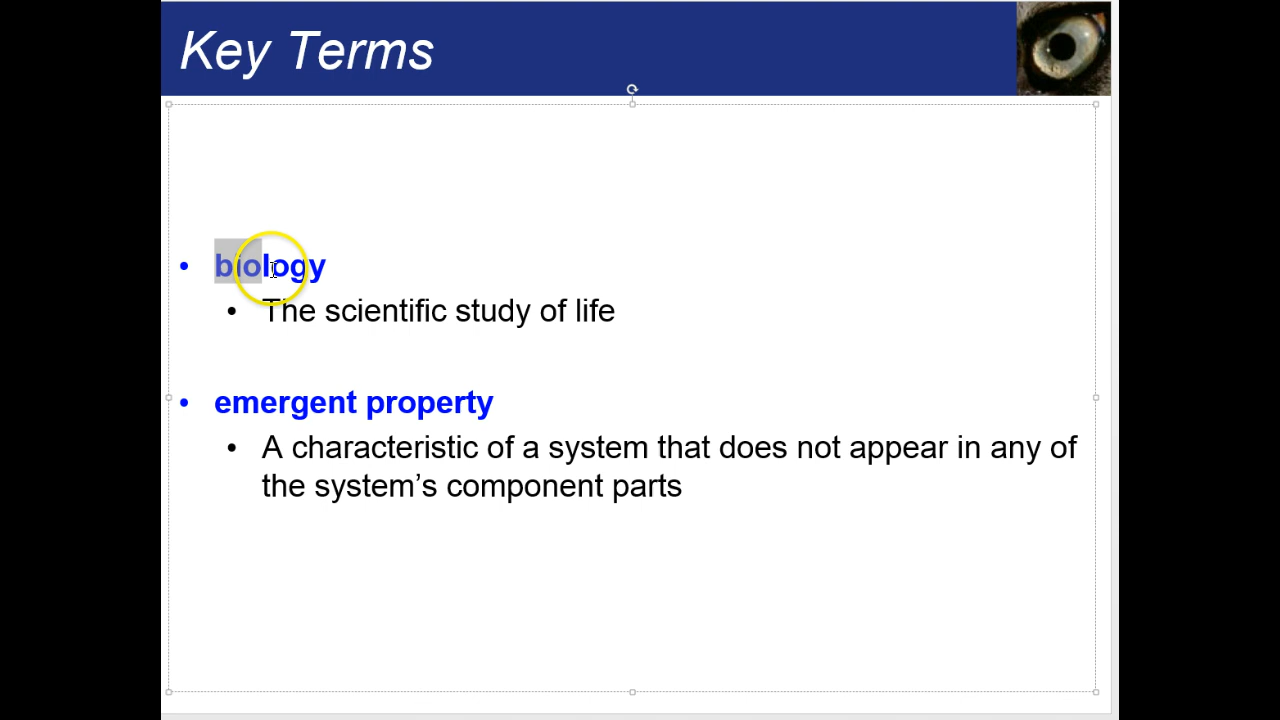 Key Terms
• biology
• The scientific study of life
• emergent property
• A characteristic of a system that does not appear in any of
the system’s component parts